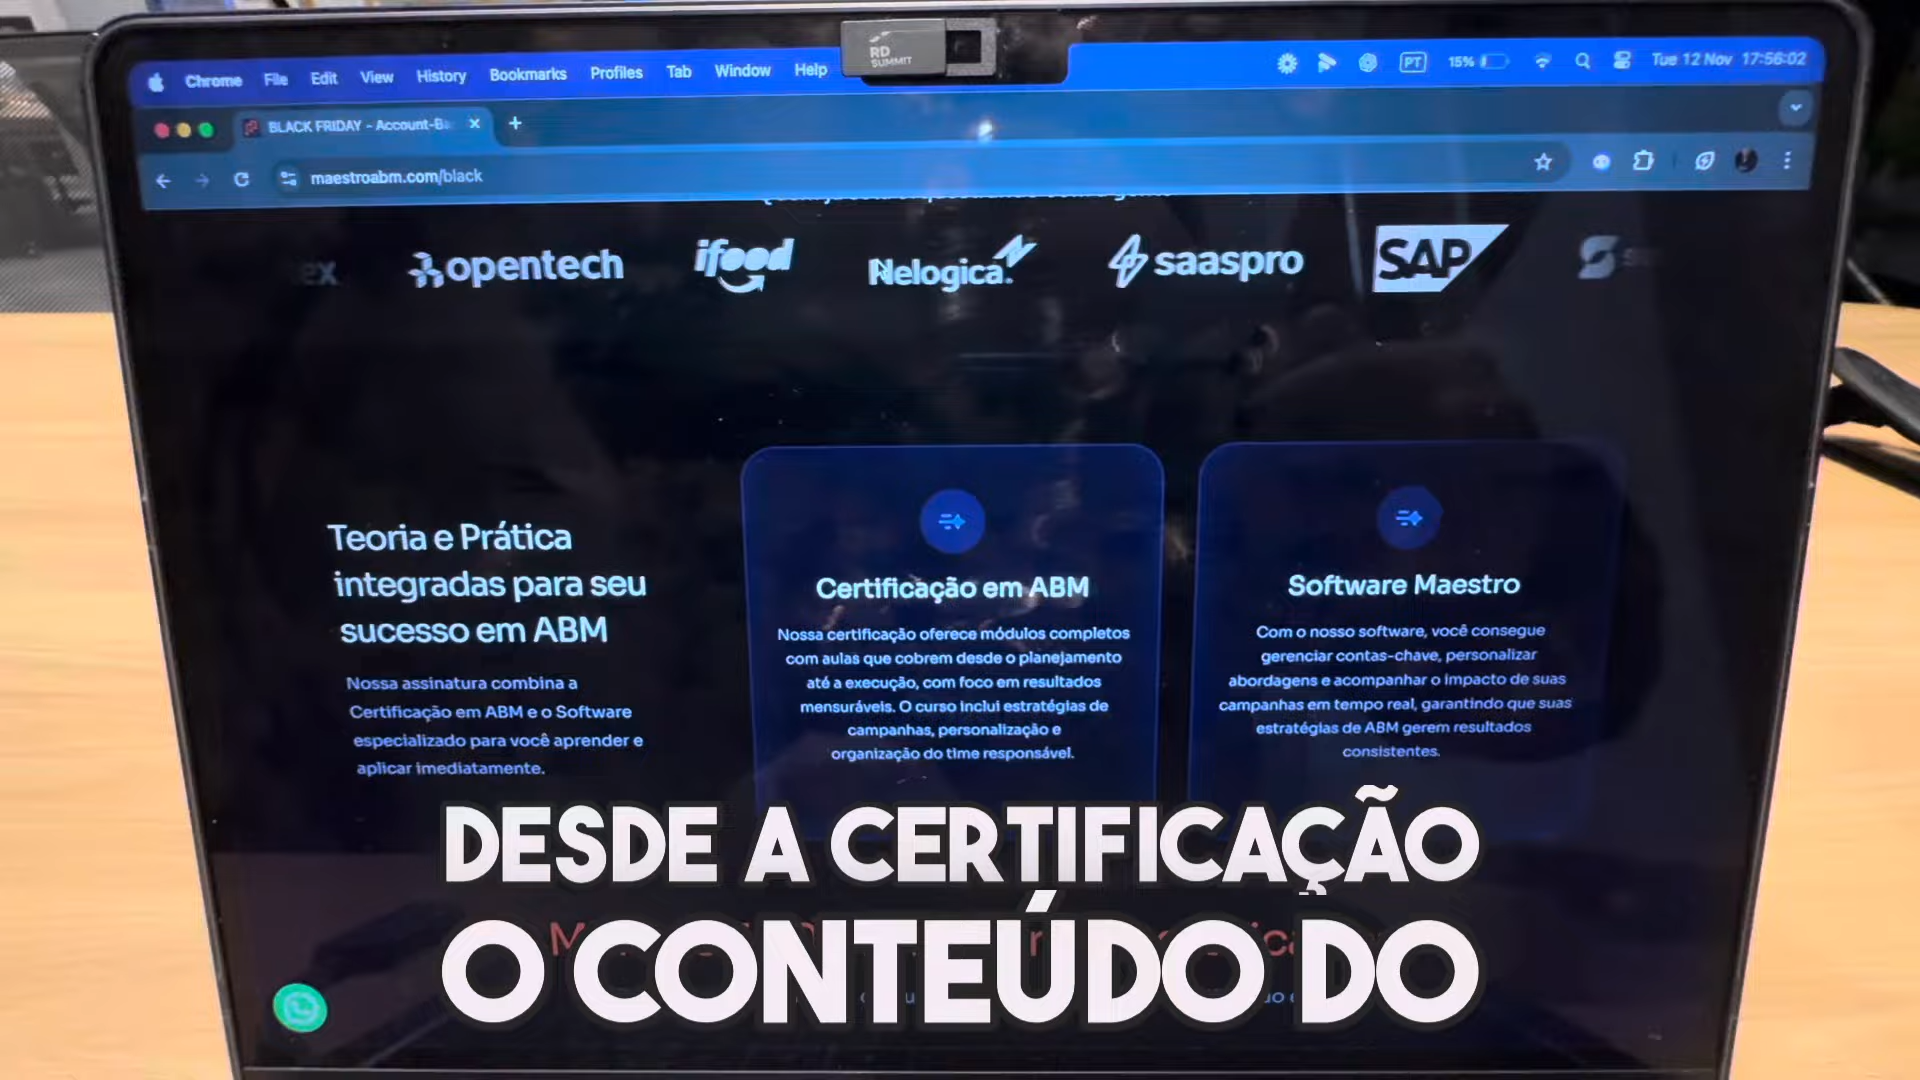 RD
SUMMIT
Chrome File Edit View History Bookmarks Profiles Tab Window Help PT 15% Tue 12 Nov 17:56:02
BLACK FRIDAY - Account-Ba
maestroabm.com/black
ex opentech ifood Nelogica. saaspro SAP
Teoria e Prática
integradas para seu
sucesso em ABM
Nossa assinatura combina a
Certificação em ABM e o Software
especializado para você aprender e
aplicar imediatamente.
Certificação em ABM
Nossa certificação oferece módulos completos
com aulas que cobrem desde o planejamento
até a execução, com foco em resultados
mensuráveis. O curso inclui estratégias de
campanhas, personalização e
organização do time responsável.
Software Maestro
Com o nosso software, você consegue
gerenciar contas-chave, personalizar
abordagens e acompanhar o impacto de suas
campanhas em tempo real, garantindo que suas
estratégias de ABM gerem resultados
consistentes.
DESDE A CERTIFICAÇÃO
O CONTEÚDO DO